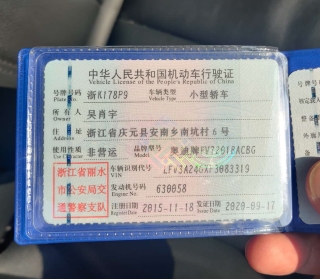 中华人民共和国机动车行驶证
Vehicle License of the People's Republic of China
号牌号码 浙K178P9 车辆类型 小型轿车
Plate No. Vehicle Type
所有人 吴肖宇
Owner
住址 浙江省庆元县安南乡南坑村6号
Address
使用性质 非营运 品牌型号 奥迪牌
Use Character Model
浙江省丽水 车辆识别代号
市公安局交 VIN
通警察支队 发动机号码 630058
Engine No.
注册日期 2015-11-18 发证日期 2020-09-17
Register Date Issue Date